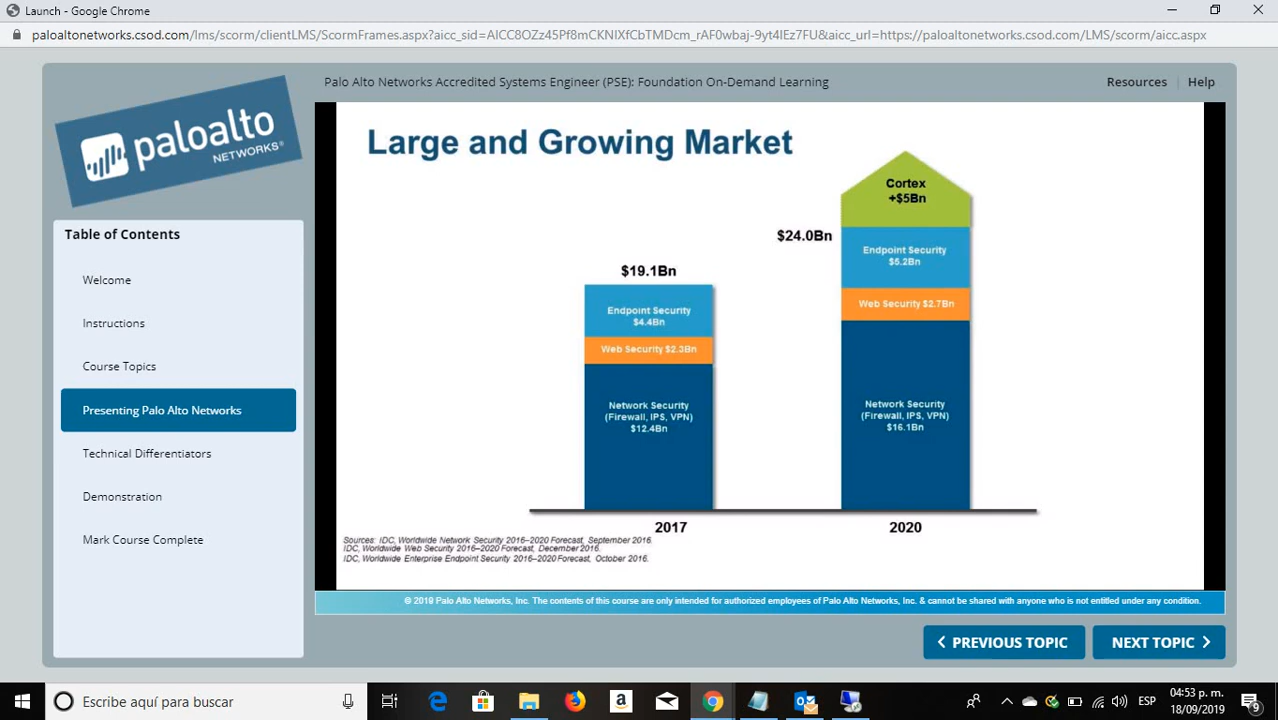 Launch - Google Chrome
paloaltonetworks.csod.com/lms/scorm/clientLMS/ScormFrames.aspx?aicc_sid=AICC8OZz45Pf8mCKNIXfCbTMDcm_rAF0wbaj-9yt4IEz7FU&aicc_url=https://paloaltonetworks.csod.com/LMS/scorm/aicc.aspx
Palo Alto Networks Accredited Systems Engineer (PSE): Foundation On-Demand Learning
Resources | Help
paloalto
NETWORKS®
Table of Contents
Welcome
Instructions
Course Topics
Presenting Palo Alto Networks
Technical Differentiators
Demonstration
Mark Course Complete
Large and Growing Market
$19.1Bn
Endpoint Security
$4.4Bn
Web Security $2.3Bn
Network Security
(Firewall, IPS, VPN)
$12.4Bn
2017
$24.0Bn
Cortex
+$5Bn
Endpoint Security
$5.2Bn
Web Security $2.7Bn
Network Security
(Firewall, IPS, VPN)
$16.1Bn
2020
Sources: IDC, Worldwide Network Security 2016–2020 Forecast, September 2016.
IDC, Worldwide Web Security 2016–2020 Forecast, December 2016.
IDC, Worldwide Enterprise Endpoint Security 2016–2020 Forecast, October 2016.
© 2019 Palo Alto Networks, Inc. The contents of this course are only intended for authorized employees of Palo Alto Networks, Inc. & cannot be shared with anyone who is not entitled under any condition.
PREVIOUS TOPIC
NEXT TOPIC
Escribe aquí para buscar
ESP
04:53 p. m.
18/09/2019
9